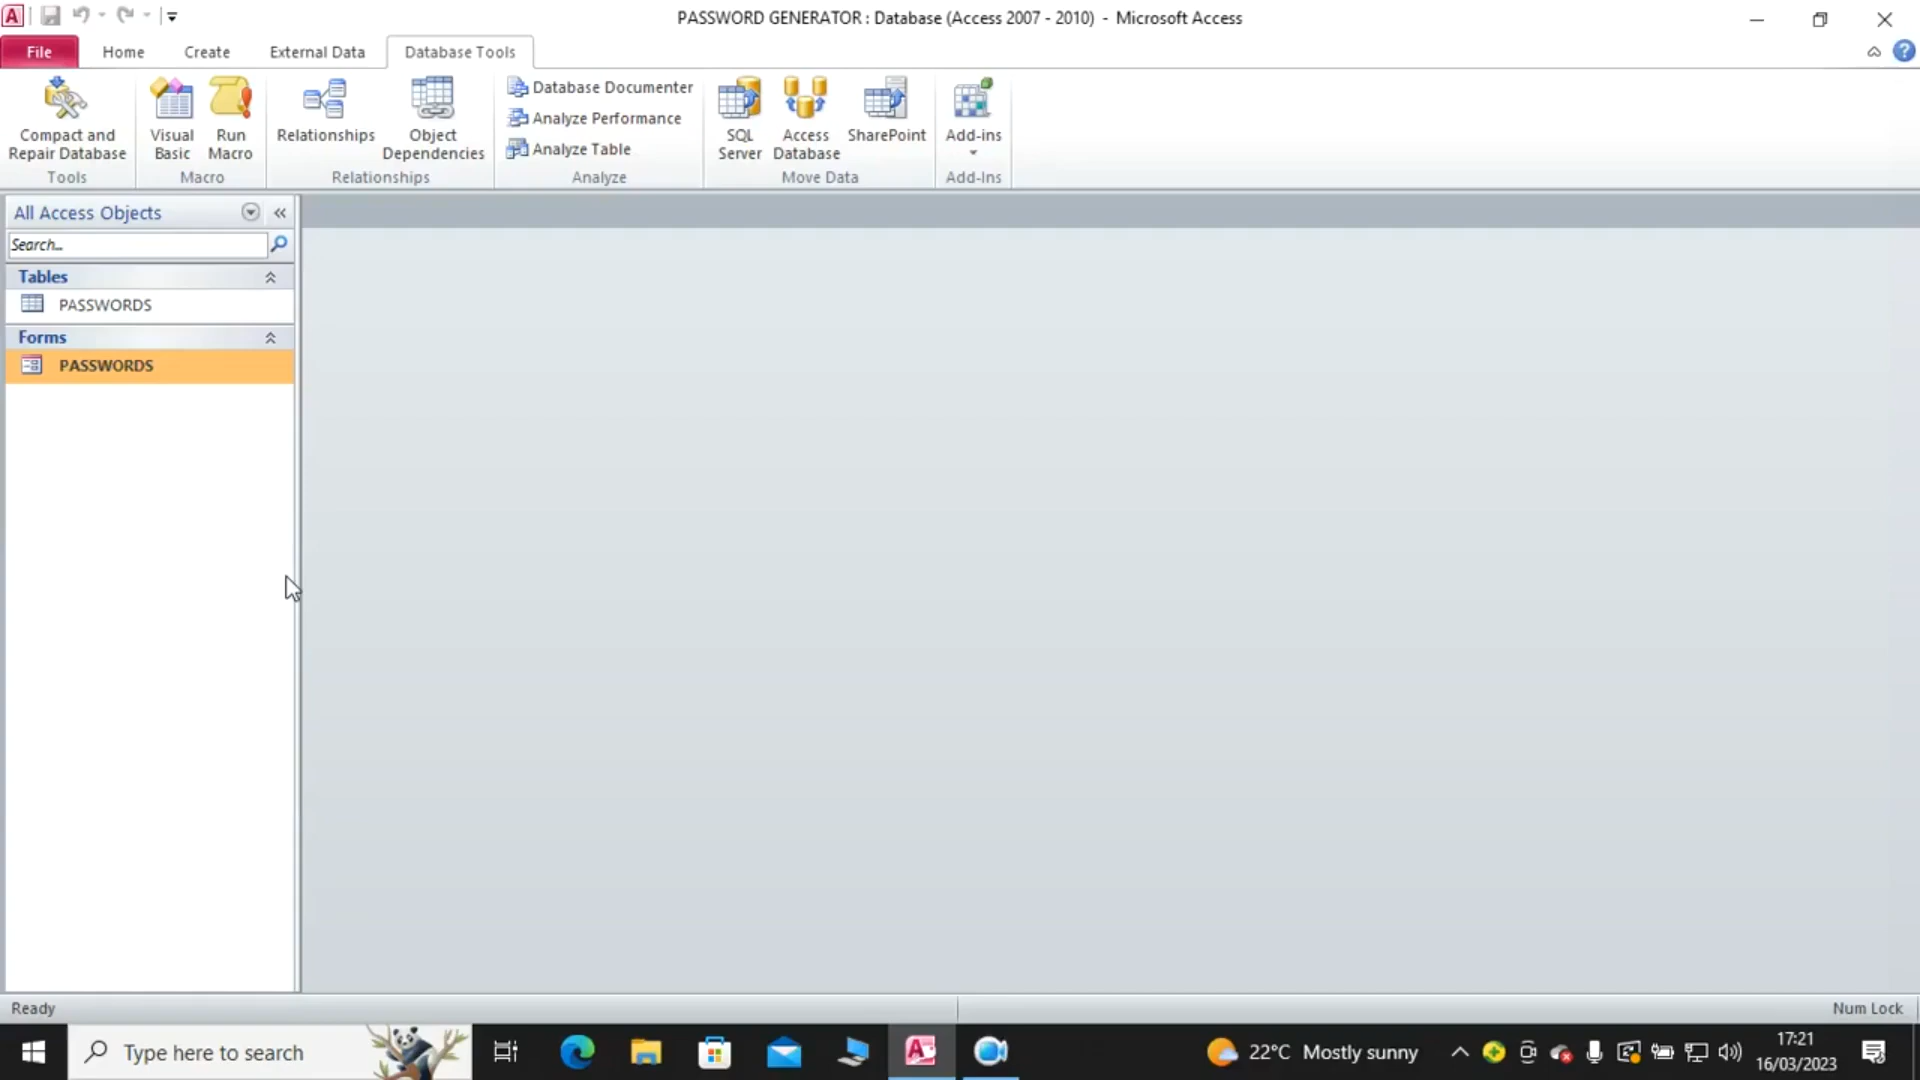 PASSWORD GENERATOR : Database (Access 2007 - 2010) - Microsoft Access
File Home Create External Data Database Tools
Compact and
Repair Database
Tools
Visual
Basic
Run
Macro
Macro
Relationships
Object
Dependencies
Relationships
Database Documenter
Analyze Performance
Analyze Table
Analyze
SQL
Server
Access
Database
SharePoint
Move Data
Add-ins
Add-Ins
All Access Objects
Search...
Tables
PASSWORDS
Forms
PASSWORDS
Ready
Num Lock
Type here to search
22°C Mostly sunny
17:21
16/03/2023